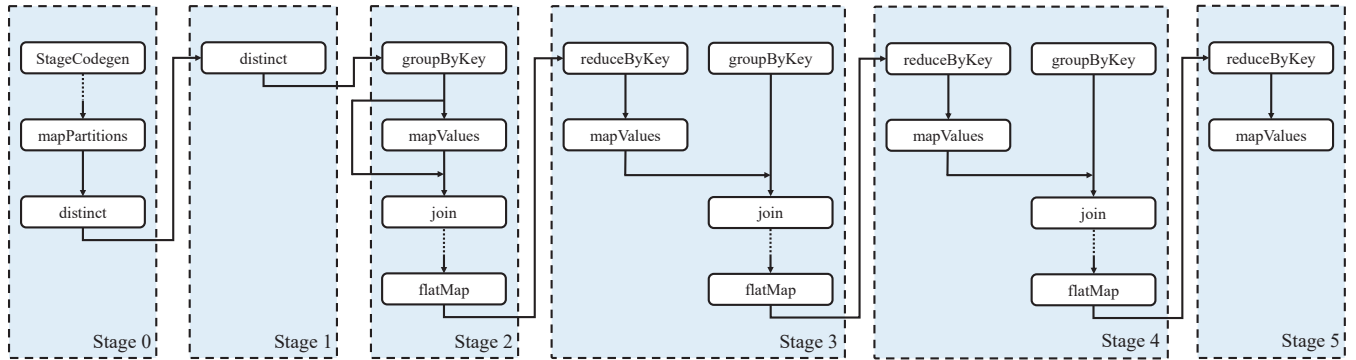 StageCodegen
mapPartitions
distinct
Stage 0
distinct
Stage 1
groupByKey
mapValues
join
flatMap
Stage 2
reduceByKey
groupByKey
mapValues
join
flatMap
Stage 3
reduceByKey
groupByKey
mapValues
join
flatMap
Stage 4
reduceByKey
mapValues
Stage 5